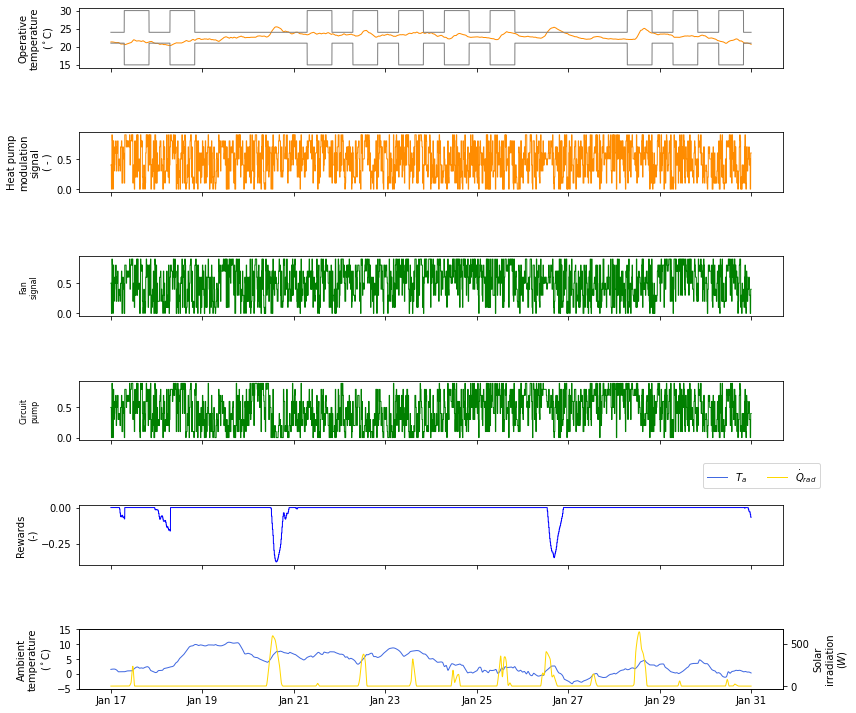 Operative
temperature
(°C)
30
25
20
15
Heat pump
modulation
signal
( - )
0.5
0.0
Fan
signal
0.5
0.0
Circuit
pump
0.5
0.0
T_a Q̇_rad
Rewards
(-)
0.00
−0.25
Ambient
temperature
(°C)
15
10
5
0
−5
500
0
Solar
irradiation
(W)
Jan 17 Jan 19 Jan 21 Jan 23 Jan 25 Jan 27 Jan 29 Jan 31